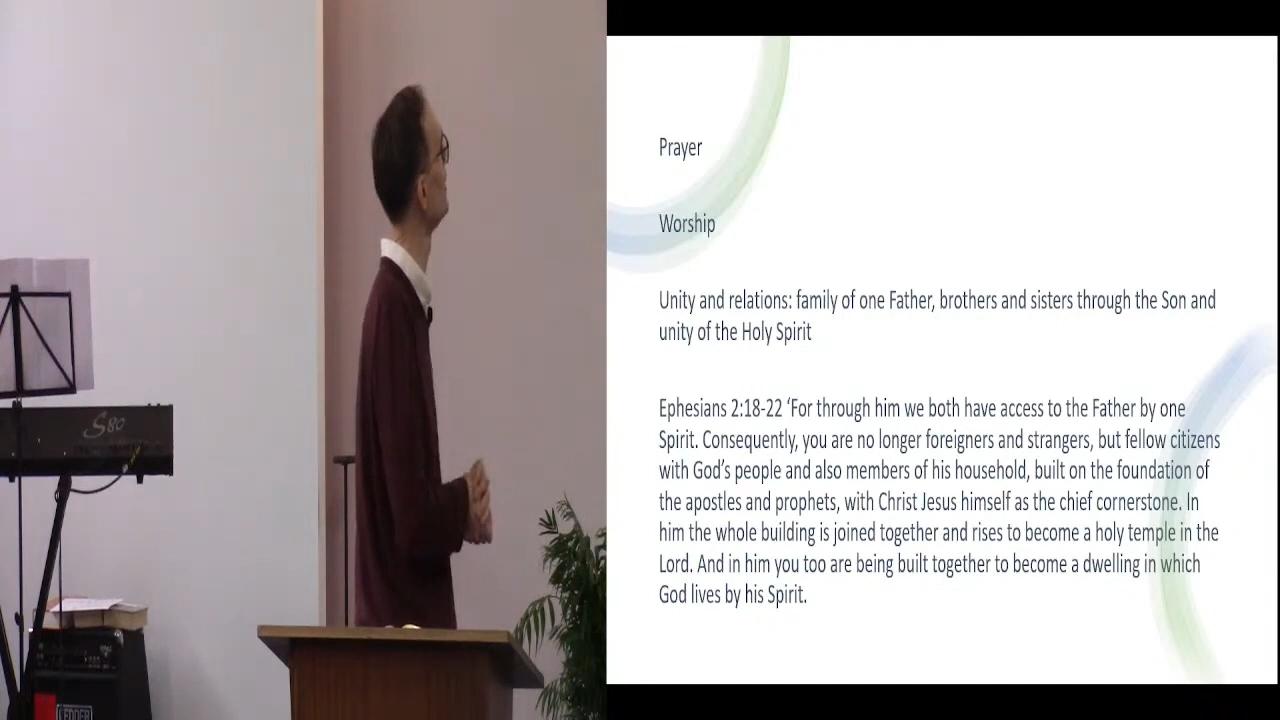 Prayer
Worship
Unity and relations: family of one Father, brothers and sisters through the Son and
unity of the Holy Spirit
Ephesians 2:18-22 ‘For through him we both have access to the Father by one
Spirit. Consequently, you are no longer foreigners and strangers, but fellow citizens
with God’s people and also members of his household, built on the foundation of
the apostles and prophets, with Christ Jesus himself as the chief cornerstone. In
him the whole building is joined together and rises to become a holy temple in the
Lord. And in him you too are being built together to become a dwelling in which
God lives by his Spirit.
S80